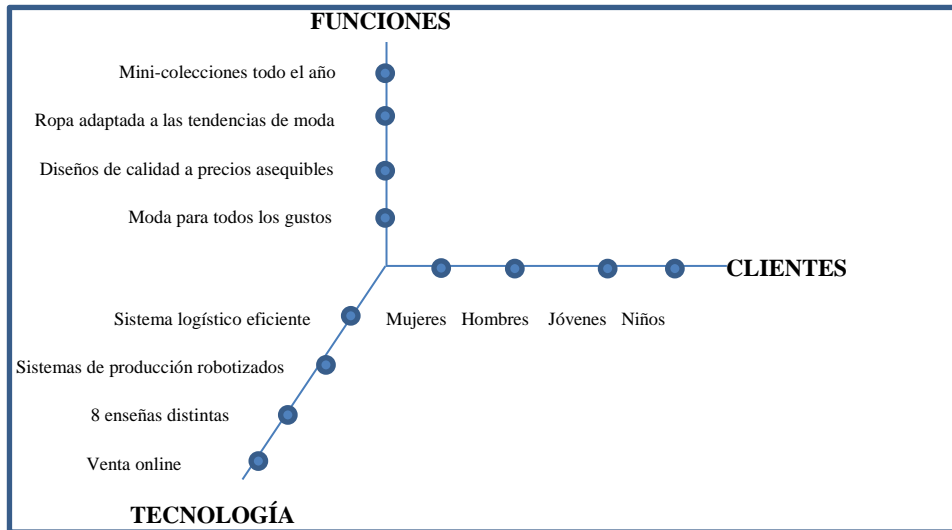 FUNCIONES
Mini-colecciones todo el año
Ropa adaptada a las tendencias de moda
Diseños de calidad a precios asequibles
Moda para todos los gustos
CLIENTES
Sistema logístico eficiente
Mujeres Hombres Jóvenes Niños
Sistemas de producción robotizados
8 enseñas distintas
Venta online
TECNOLOGÍA